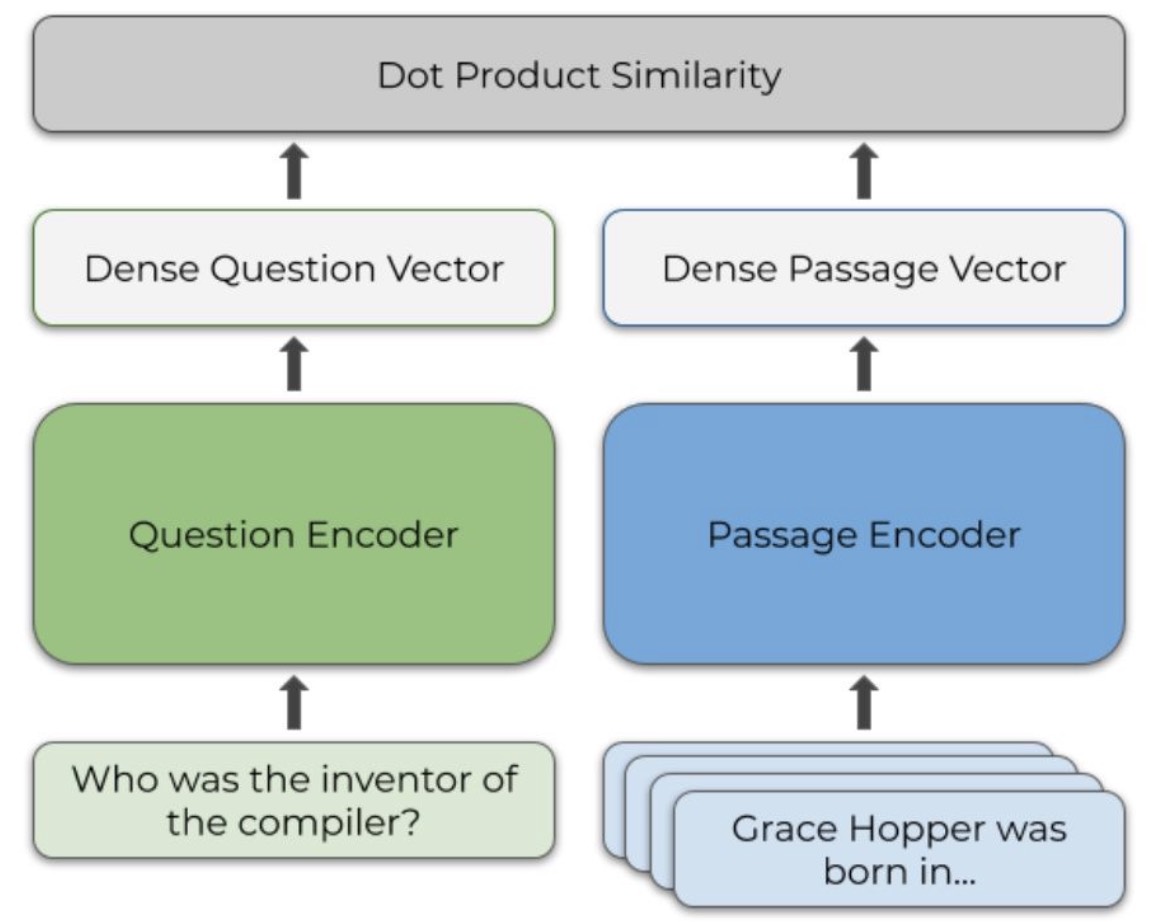 Dot Product Similarity
Dense Question Vector
Dense Passage Vector
Question Encoder
Passage Encoder
Who was the inventor of
the compiler?
Grace Hopper was
born in...